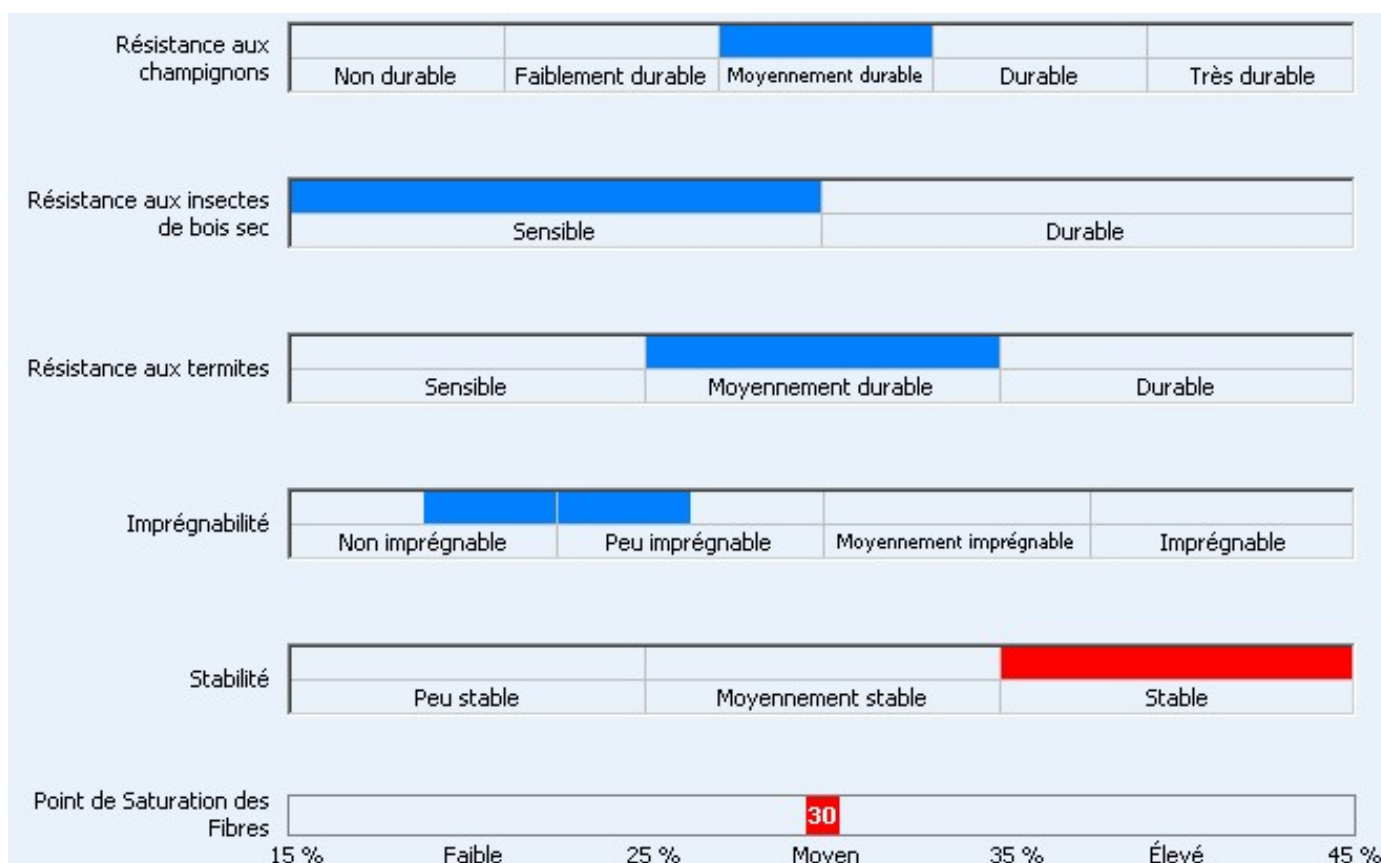 Résistance aux
champignons
Non durable Faiblement durable Moyennement durable Durable Très durable
Résistance aux insectes
de bois sec
Sensible Durable
Résistance aux termites
Sensible Moyennement durable Durable
Imprégnabilité
Non imprégnable Peu imprégnable Moyennement imprégnable Imprégnable
Stabilité
Peu stable Moyennement stable Stable
Point de Saturation des
Fibres
30
15 % Faible 25 % Moyen 35 % Élevé 45 %